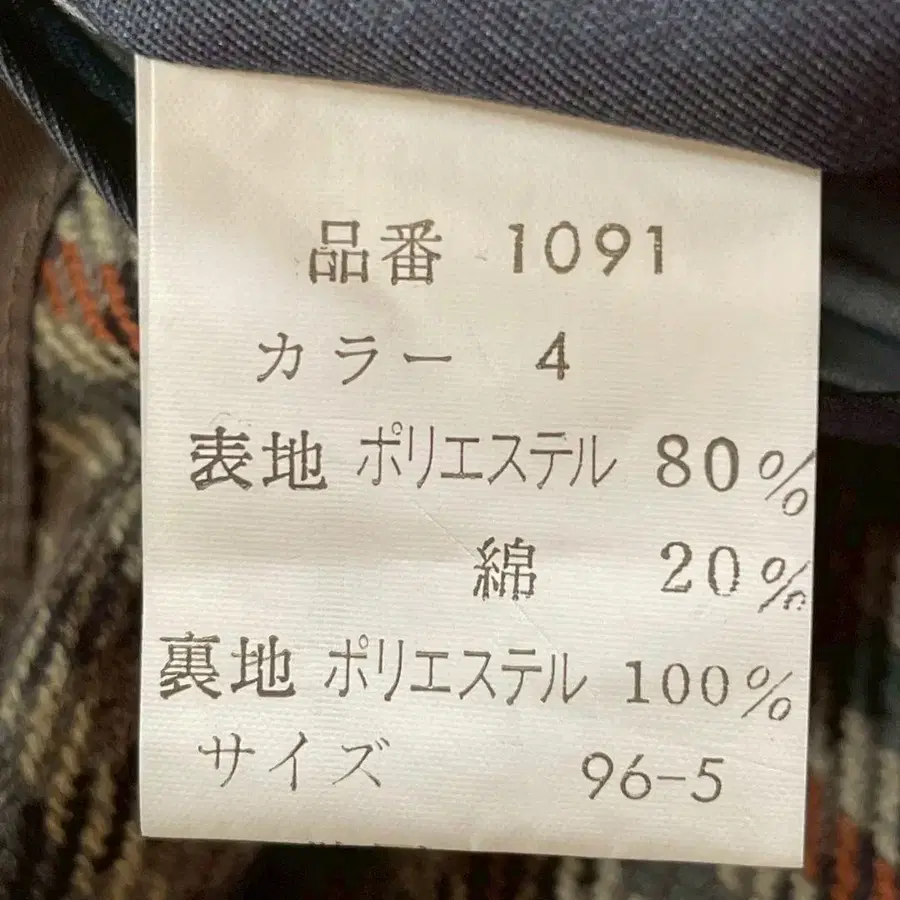 品番 1091
カラー 4
表地 ポリエステル 80%
綿 20%
裏地 ポリエステル 100%
サイズ 96-5